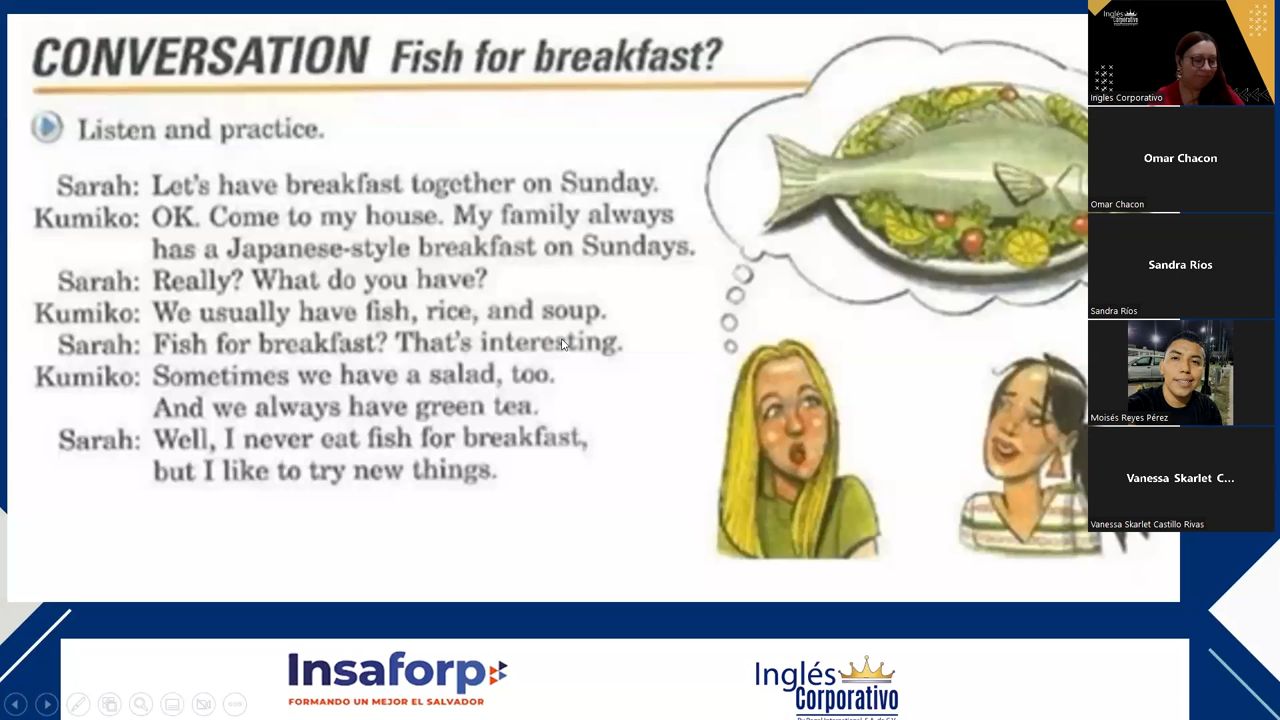 CONVERSATION Fish for breakfast?
Listen and practice.
Sarah: Let's have breakfast together on Sunday.
Kumiko: OK. Come to my house. My family always
has a Japanese-style breakfast on Sundays.
Sarah: Really? What do you have?
Kumiko: We usually have fish, rice, and soup.
Sarah: Fish for breakfast? That's interesting.
Kumiko: Sometimes we have a salad, too.
And we always have green tea.
Sarah: Well, I never eat fish for breakfast,
but I like to try new things.
Inglés
Corporativo
Ingles Corporativo
Omar Chacon
Omar Chacon
Sandra Ríos
Sandra Ríos
Moisés Reyes Pérez
Vanessa Skarlet C...
Vanessa Skarlet Castillo Rivas
Insaforp
FORMANDO UN MEJOR EL SALVADOR
Inglés
Corporativo